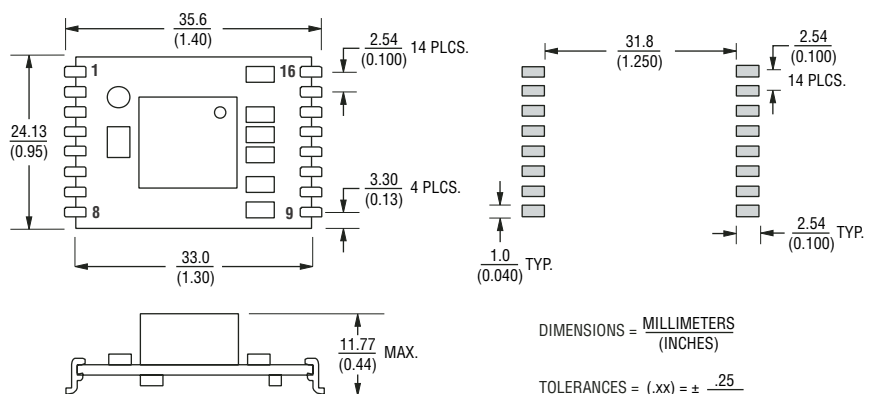 35.6
(1.40)
2.54
(0.100)
14 PLCS.
1
16
24.13
(0.95)
3.30
(0.13)
4 PLCS.
8
9
33.0
(1.30)
31.8
(1.250)
2.54
(0.100)
14 PLCS.
1.0
(0.040)
TYP.
2.54
(0.100)
TYP.
11.77
(0.44)
MAX.
DIMENSIONS = MILLIMETERS
(INCHES)
TOLERANCES = (.xx) = ± .25